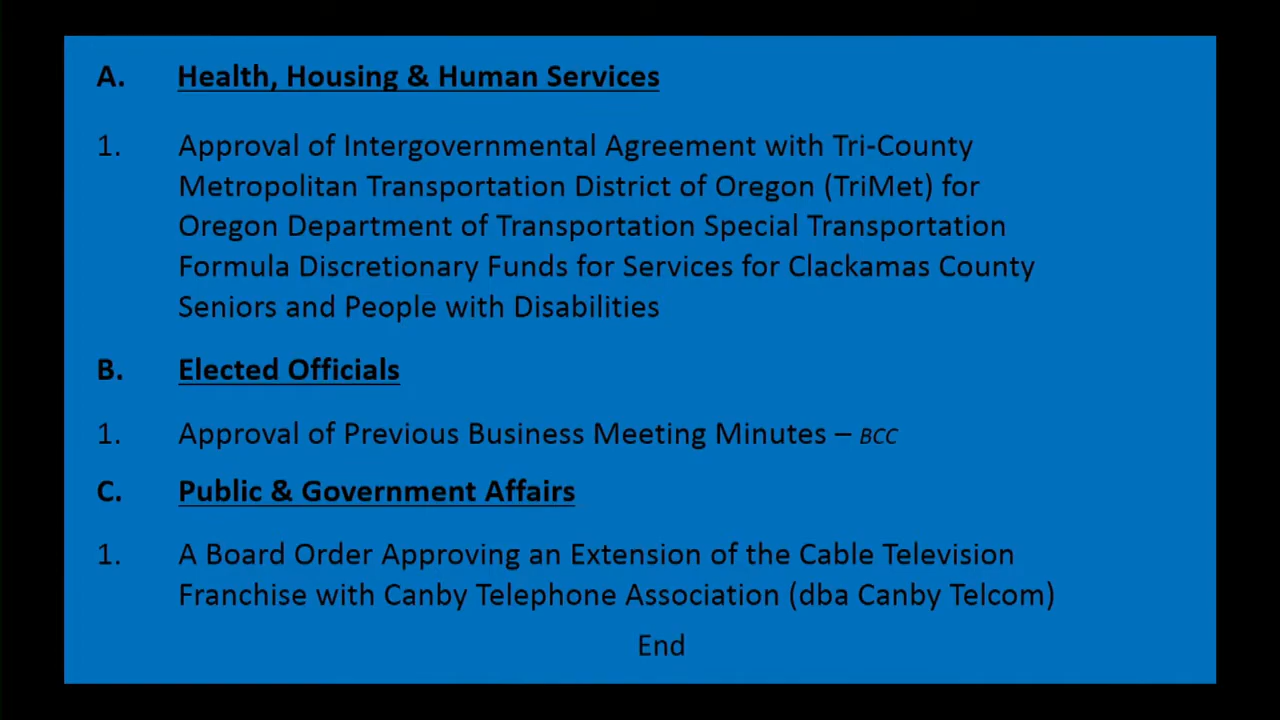 A. Health, Housing & Human Services
1. Approval of Intergovernmental Agreement with Tri-County
Metropolitan Transportation District of Oregon (TriMet) for
Oregon Department of Transportation Special Transportation
Formula Discretionary Funds for Services for Clackamas County
Seniors and People with Disabilities
B. Elected Officials
1. Approval of Previous Business Meeting Minutes – BCC
C. Public & Government Affairs
1. A Board Order Approving an Extension of the Cable Television
Franchise with Canby Telephone Association (dba Canby Telcom)
End